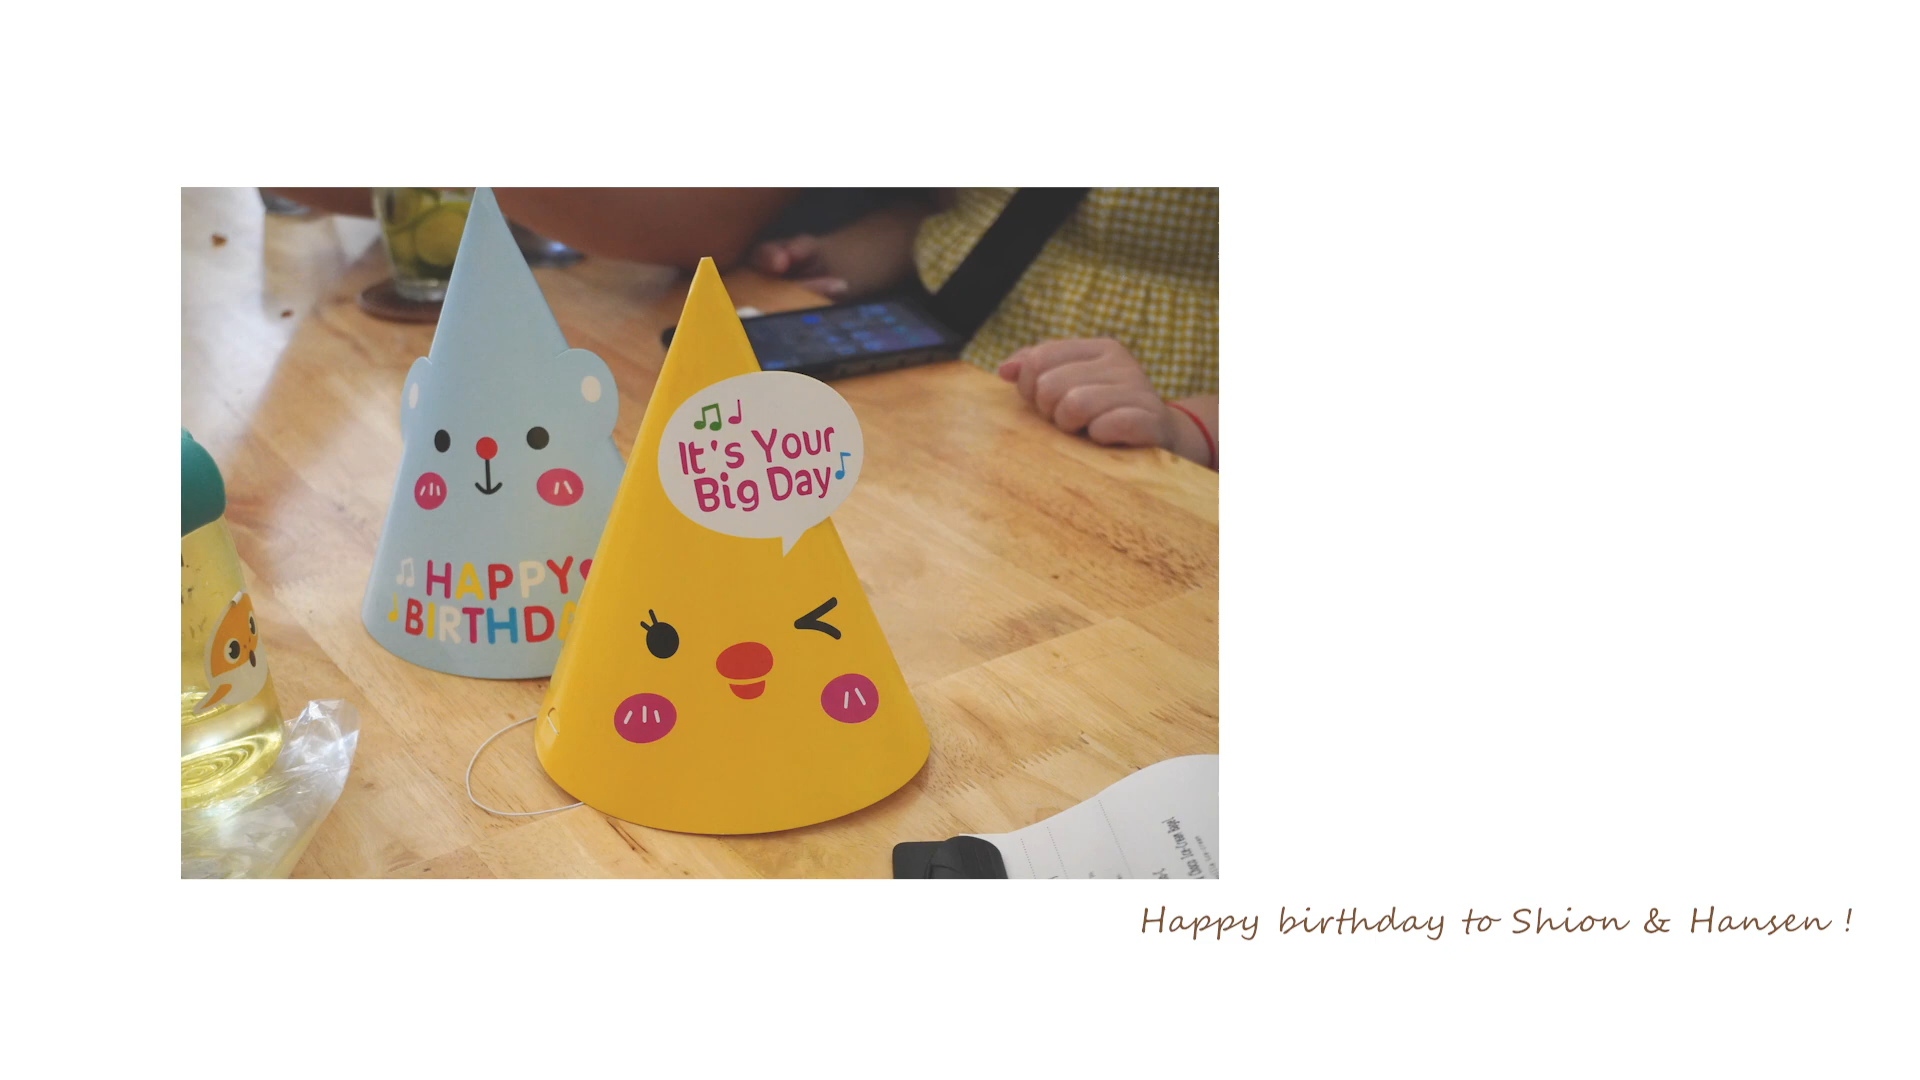 It's Your
Big Day
HAPPY
BIRTHDA
Happy birthday to Shion & Hansen !